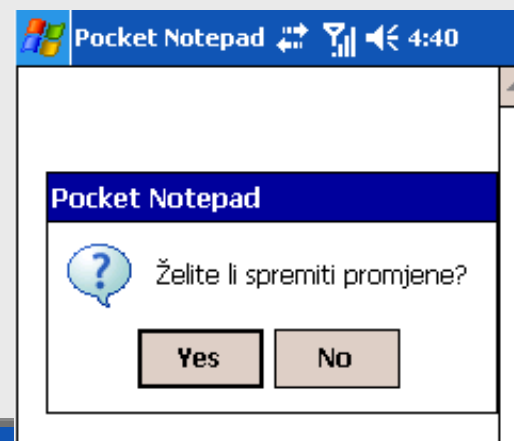 Pocket Notepad 4:40
Pocket Notepad
Želite li spremiti promjene?
Yes No